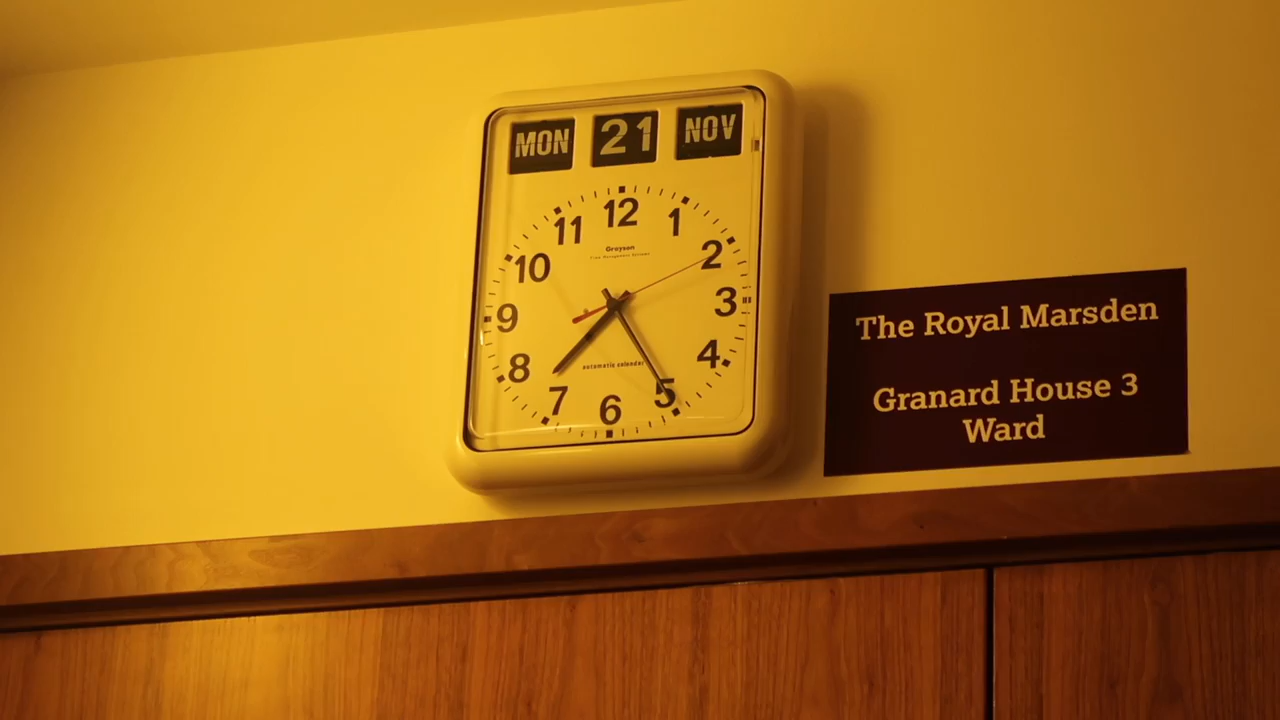 MON 21 NOV
12
11 1
10 2
9 3
8 4
7 5
6
Grayson
automatic calendar
The Royal Marsden
Granard House 3
Ward